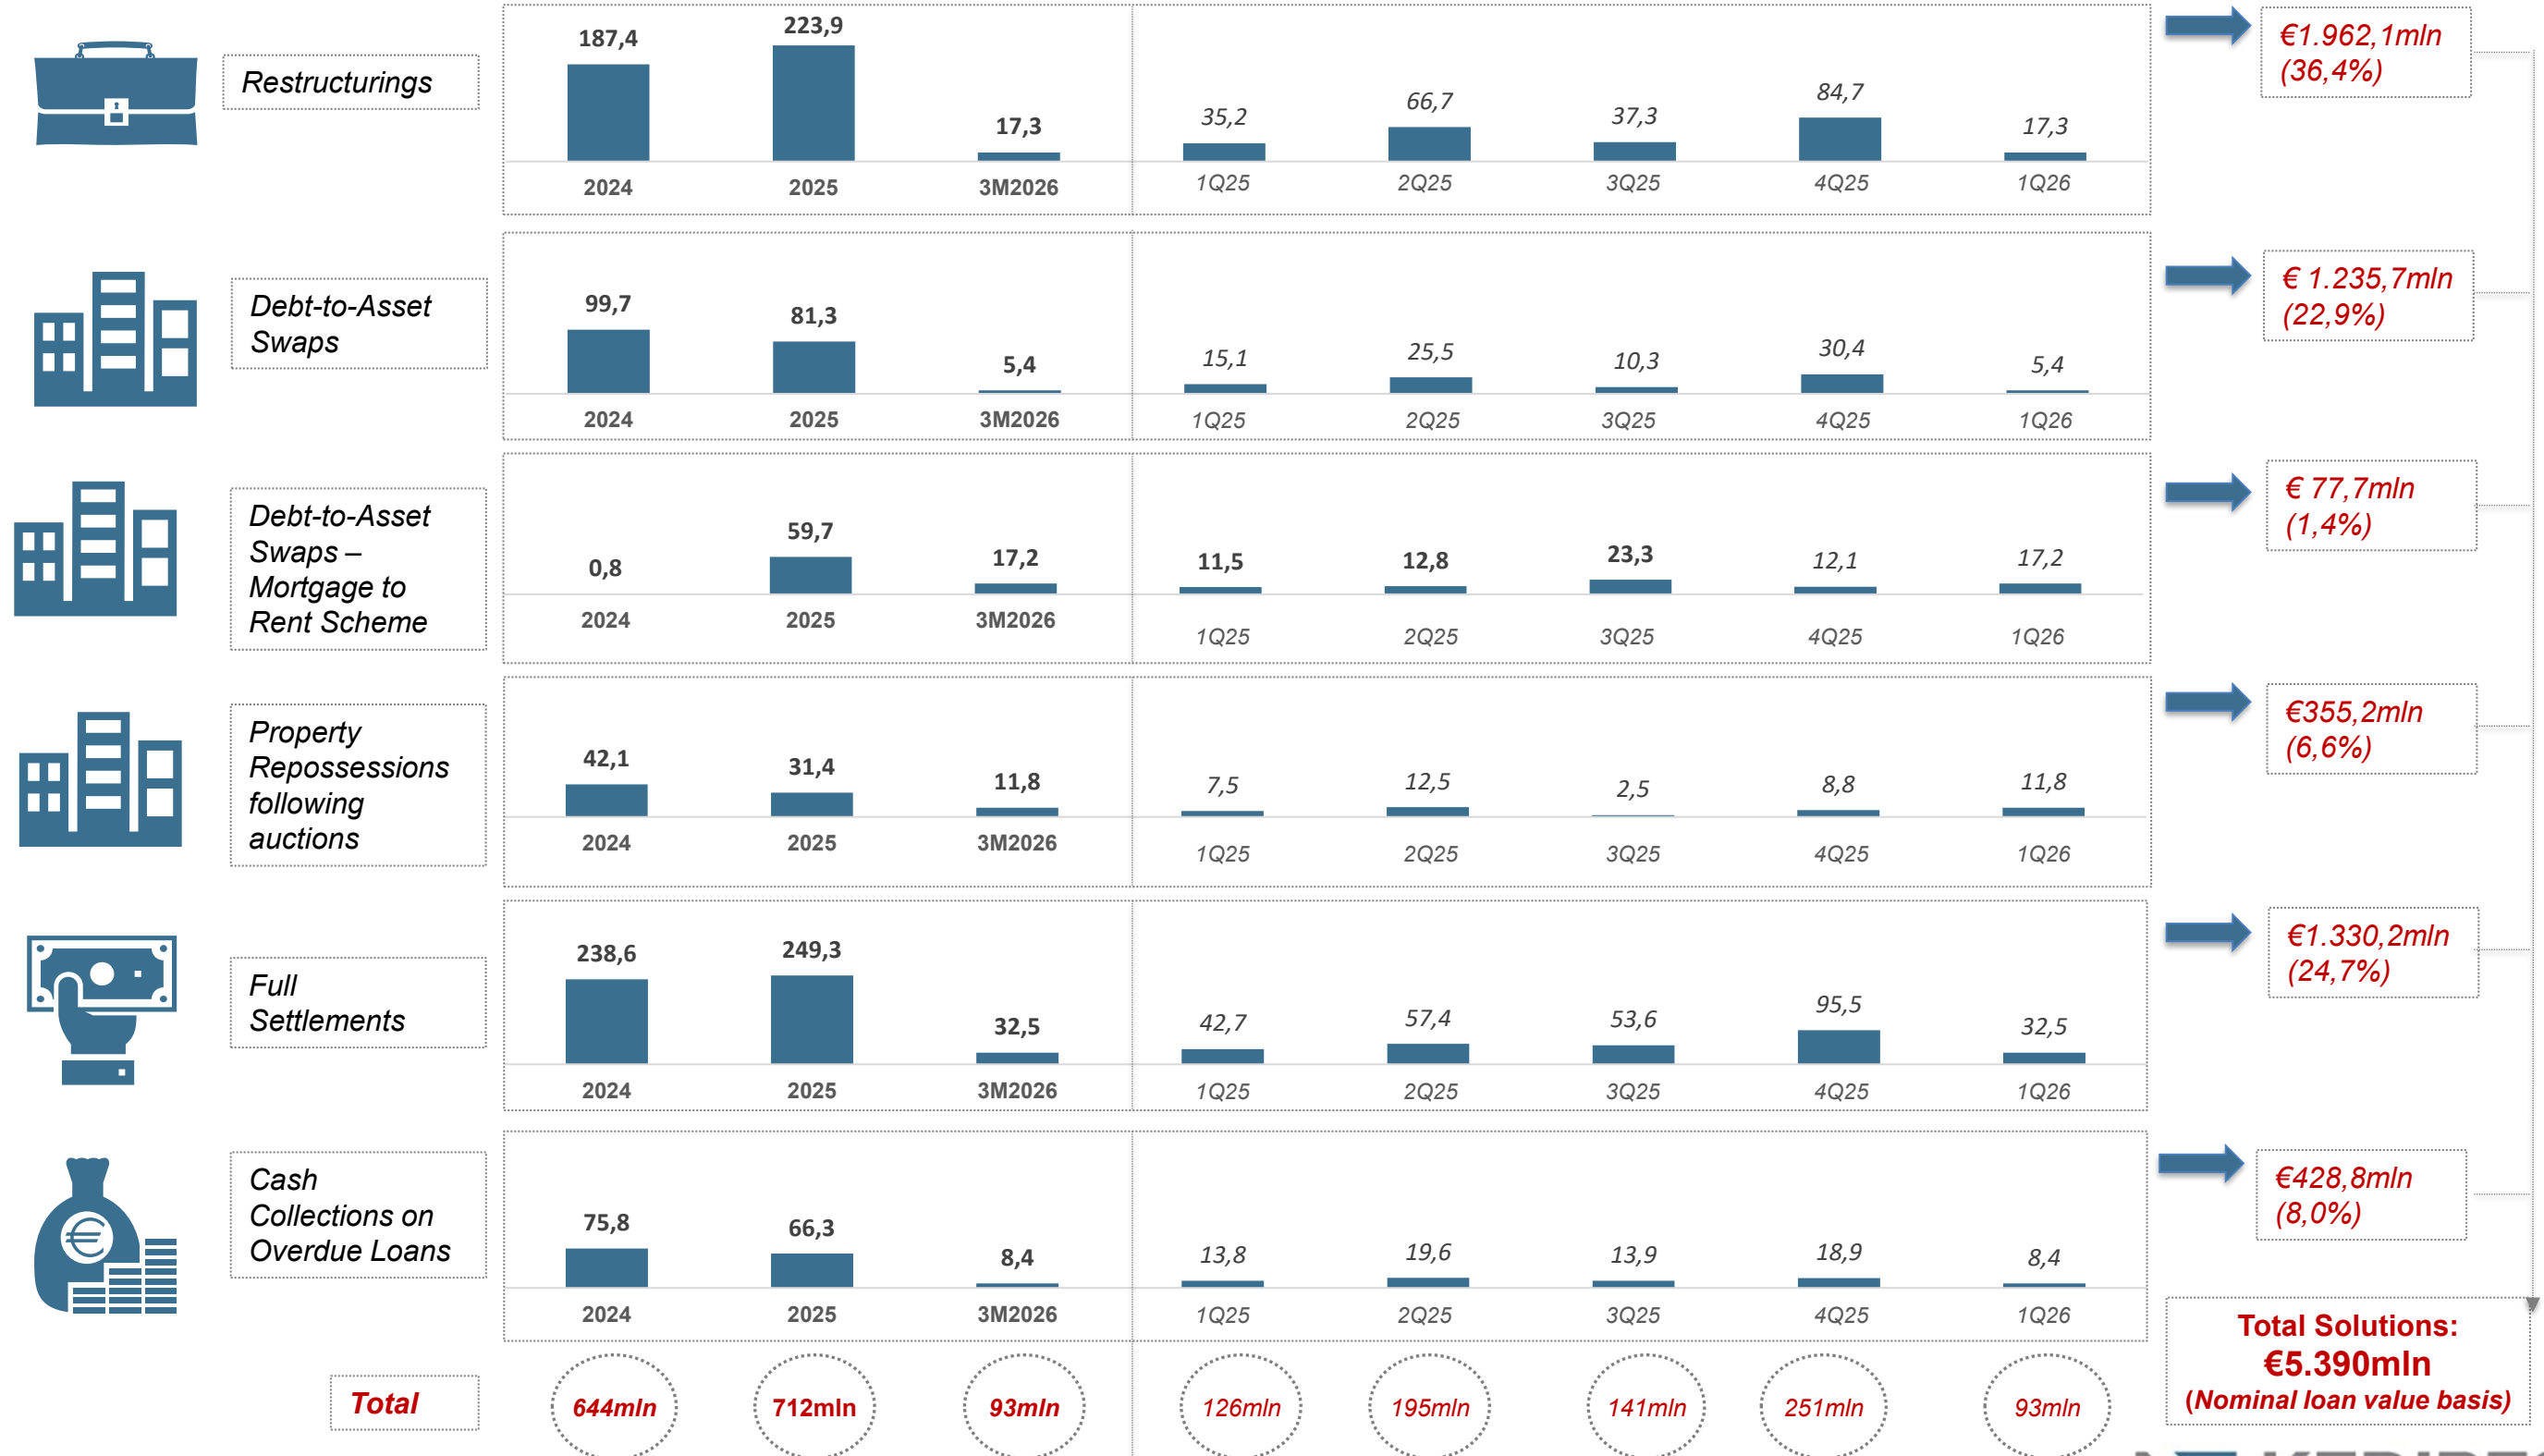 Restructurings
187,4
223,9
17,3
35,2
66,7
37,3
84,7
17,3
2024
2025
3M2026
1Q25
2Q25
3Q25
4Q25
1Q26
€1.962,1mln
(36,4%)
Debt-to-Asset
Swaps
99,7
81,3
5,4
15,1
25,5
10,3
30,4
5,4
2024
2025
3M2026
1Q25
2Q25
3Q25
4Q25
1Q26
€ 1.235,7mln
(22,9%)
Debt-to-Asset
Swaps –
Mortgage to
Rent Scheme
0,8
59,7
17,2
11,5
12,8
23,3
12,1
17,2
2024
2025
3M2026
1Q25
2Q25
3Q25
4Q25
1Q26
€ 77,7mln
(1,4%)
Property
Repossessions
following
auctions
42,1
31,4
11,8
7,5
12,5
2,5
8,8
11,8
2024
2025
3M2026
1Q25
2Q25
3Q25
4Q25
1Q26
€355,2mln
(6,6%)
Full
Settlements
238,6
249,3
32,5
42,7
57,4
53,6
95,5
32,5
2024
2025
3M2026
1Q25
2Q25
3Q25
4Q25
1Q26
€1.330,2mln
(24,7%)
Cash
Collections on
Overdue Loans
75,8
66,3
8,4
13,8
19,6
13,9
18,9
8,4
2024
2025
3M2026
1Q25
2Q25
3Q25
4Q25
1Q26
€428,8mln
(8,0%)
Total
644mln
712mln
93mln
126mln
195mln
141mln
251mln
93mln
Total Solutions:
€5.390mln
(Nominal loan value basis)